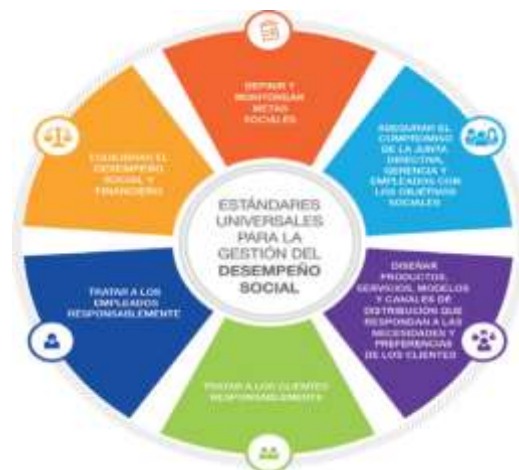 DEFINIR Y
MONITOREAR
METAS
SOCIALES
ASEGURAR EL
COMPROMISO
DE LA JUNTA
DIRECTIVA,
GERENCIA Y
EMPLEADOS CON
LOS OBJETIVOS
SOCIALES
DISEÑAR
PRODUCTOS,
SERVICIOS, MODELOS
Y CANALES DE
DISTRIBUCIÓN QUE
RESPONDAN A LAS
NECESIDADES Y
PREFERENCIAS
DE LOS CLIENTES
TRATAR A LOS CLIENTES
RESPONSABLEMENTE
TRATAR A LOS
EMPLEADOS
RESPONSABLEMENTE
EQUILIBRAR EL
DESEMPEÑO
SOCIAL Y
FINANCIERO
ESTÁNDARES
UNIVERSALES
PARA LA
GESTIÓN DEL
DESEMPEÑO
SOCIAL